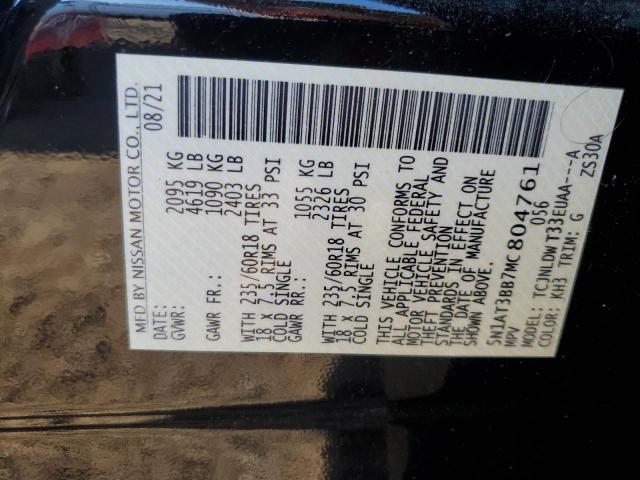 MFD BY NISSAN MOTOR CO., LTD.
DATE: 08/21
GVWR: 2095 KG
4619 LB
GAWR FR.: 1090 KG
2403 LB
WITH 235/60R18 TIRES
18 X 7.5 RIMS AT 33 PSI
COLD SINGLE
GAWR RR.: 1055 KG
2326 LB
WITH 235/60R18 TIRES
18 X 7.5 RIMS AT 30 PSI
COLD SINGLE
THIS VEHICLE CONFORMS TO
ALL APPLICABLE FEDERAL
MOTOR VEHICLE SAFETY AND
THEFT PREVENTION
STANDARDS IN EFFECT ON
THE DATE OF MANUFACTURE
SHOWN ABOVE.
5N1AT3BB7MC804761
MPV 056
MODEL: TCJNLDWT33EUAA----A
COLOR: KH3 TRIM: G
ZS30A